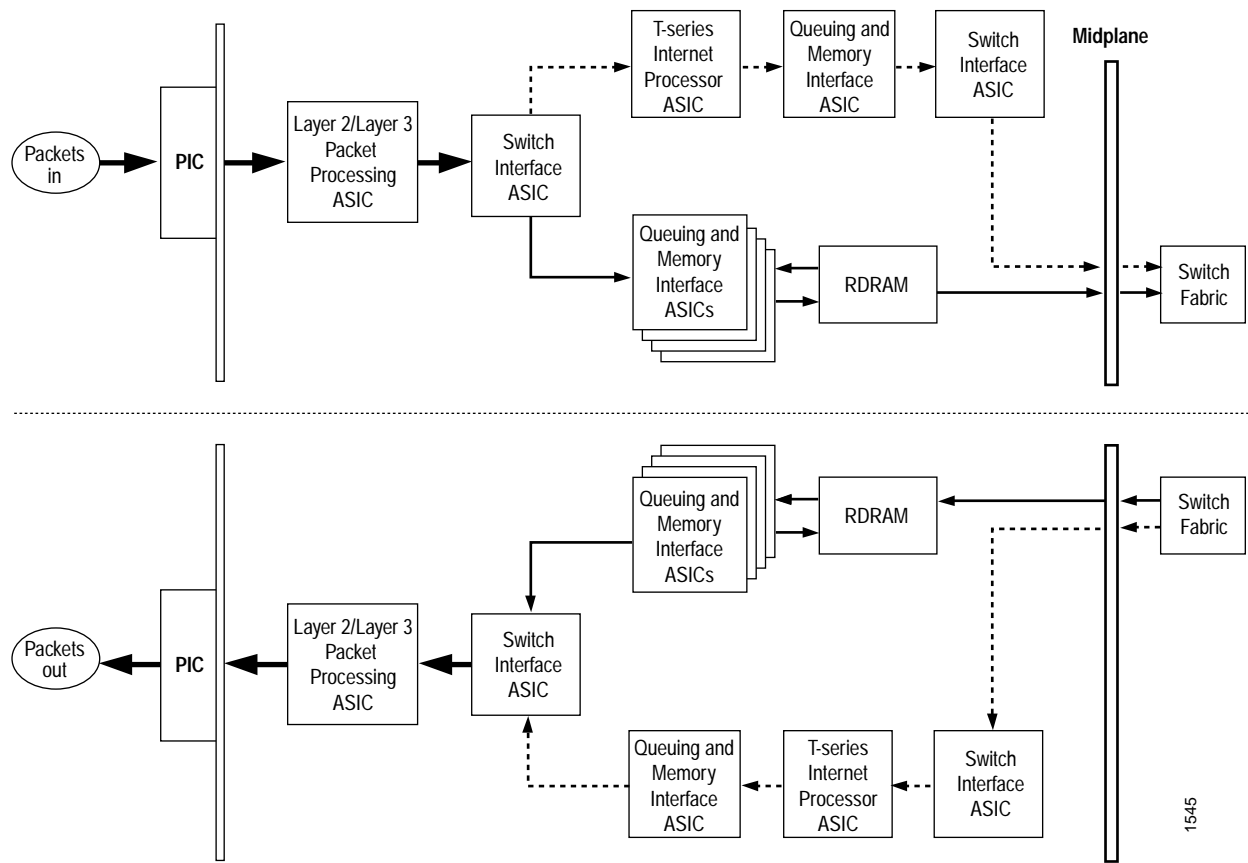 T-series
Internet
Processor
ASIC
Queuing and
Memory
Interface
ASIC
Switch
Interface
ASIC
Midplane
Packets
in
PIC
Layer 2/Layer 3
Packet
Processing
ASIC
Switch
Interface
ASIC
Queuing and
Memory
Interface
ASICs
RDRAM
Switch
Fabric
Queuing and
Memory
Interface
ASICs
RDRAM
Switch
Fabric
Packets
out
PIC
Layer 2/Layer 3
Packet
Processing
ASIC
Switch
Interface
ASIC
Queuing and
Memory
Interface
ASIC
T-series
Internet
Processor
ASIC
Switch
Interface
ASIC
1545